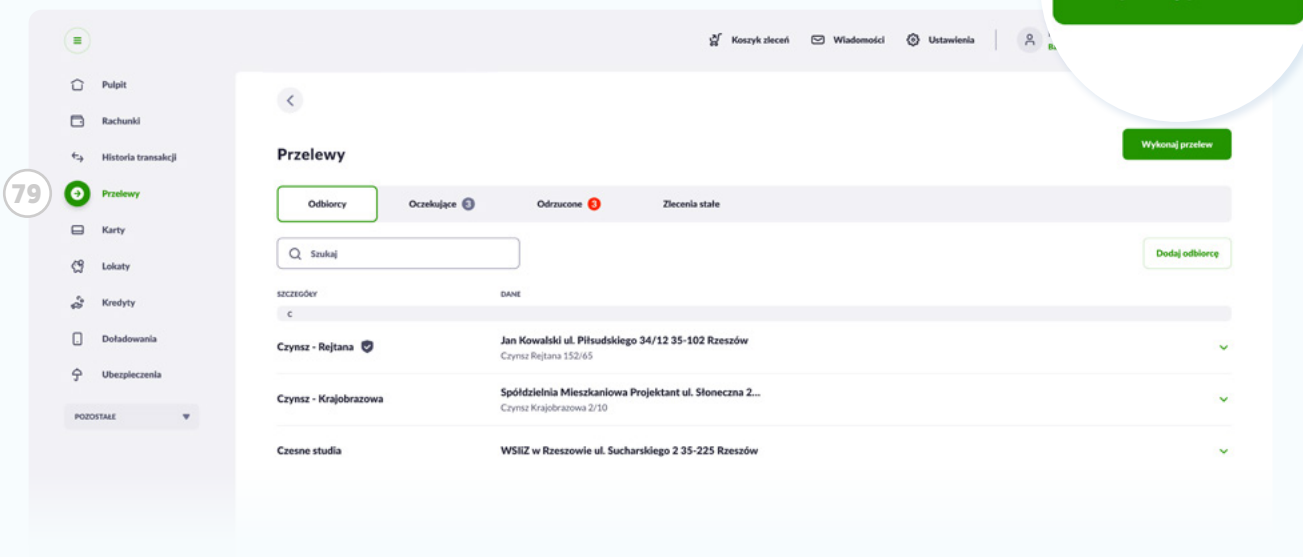 Koszyk zleceń Wiadomości Ustawienia
Pulpit
Rachunki
Historia transakcji
79 Przelewy
Karty
Lokaty
Kredyty
Doładowania
Ubezpieczenia
POZOSTAŁE
Przelewy
Wykonaj przelew
Odbiorcy Oczekujące 3 Odrzucone 3 Zlecenia stałe
Szukaj
Dodaj odbiorcę
SZCZEGÓŁY DANE
C
Czynsz - Rejtana Jan Kowalski ul. Piłsudskiego 34/12 35-102 Rzeszów
Czynsz Rejtana 152/65
Czynsz - Krajobrazowa Spółdzielnia Mieszkaniowa Projektant ul. Słoneczna 2...
Czynsz Krajobrazowa 2/10
Czesne studia WSIiZ w Rzeszowie ul. Sucharskiego 2 35-225 Rzeszów